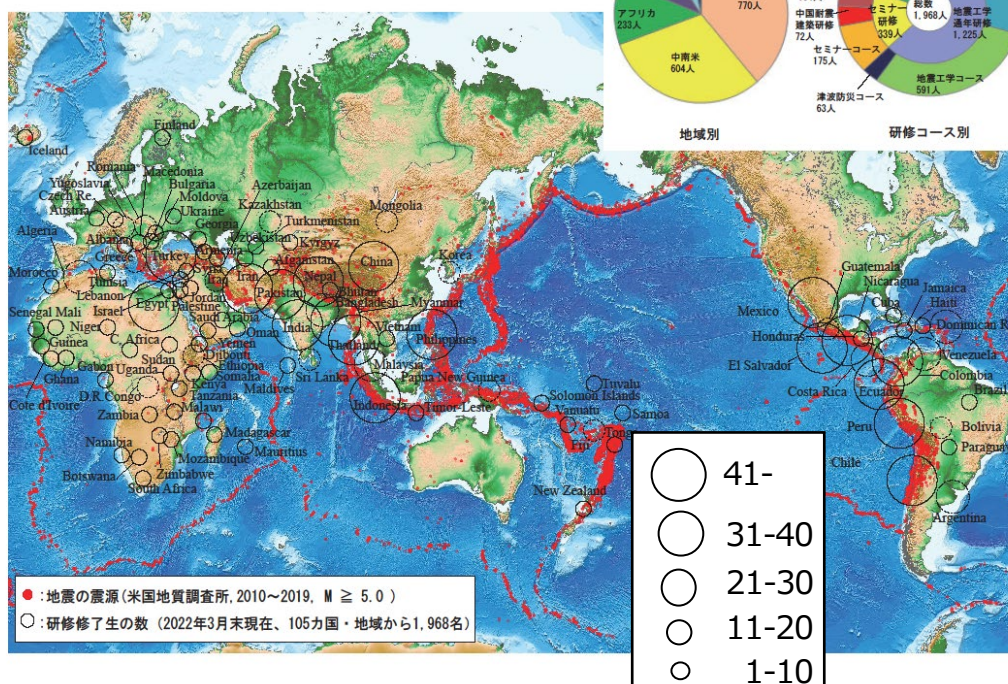 770人
アフリカ
233人
中南米
604人
地域別
総数
1,968人
中国耐震
建築研修
72人
セミナー
研修
339人
地震工学
通年研修
1,225人
セミナーコース
175人
津波防災コース
63人
地震工学コース
591人
研修コース別
Iceland
Finland
Romania
Macedonia
Yugoslavia
Bulgaria
Czech Re.
Moldova
Austria
Ukraine
Azerbaijan
Kazakhstan
Georgia
Turkmenistan
Mongolia
Algeria
Albania
Uzbekistan
Kyrgyz
Greece
Turkey
Armenia
Afganistan
China
Korea
Morocco
Tunisia
Syria
Iran
Iran
Nepal
Lebanon
Jordan
Pakistan
Bhutan
Israel
Egypt
Palestine
Bangladesh
Myanmar
Senegal
Mali
Saudi Arabia
Niger
Oman
India
Vietnam
Guinea
C. Africa
Yemen
Thailand
Philippines
Sudan
Djibouti
Gabon
Uganda
Ethiopia
Malaysia
Ghana
Somalia
Sri Lanka
Kenya
Maldives
Papua New Guinea
Cote d'Ivoire
D.R.Congo
Tanzania
Indonesia
Timor-Leste
Solomon Islands
Tuvalu
Zambia
Malawi
Vanuatu
Samoa
Namibia
Madagascar
Fiji
Tonga
Mauritius
Botswana
Mozambique
Zimbabwe
South Africa
New Zealand
Guatemala
Nicaragua
Jamaica
Cuba
Haiti
Mexico
Dominican R
Honduras
Venezuela
El Salvador
Colombia
Costa Rica
Ecuador
Brazil
Peru
Bolivia
Paraguay
Chile
Argentina
:地震の震源(米国地質調査所, 2010～2019, M ≧ 5.0 )
:研修修了生の数 (2022年3月末現在、105カ国・地域から1,968名)
41-
31-40
21-30
11-20
1-10